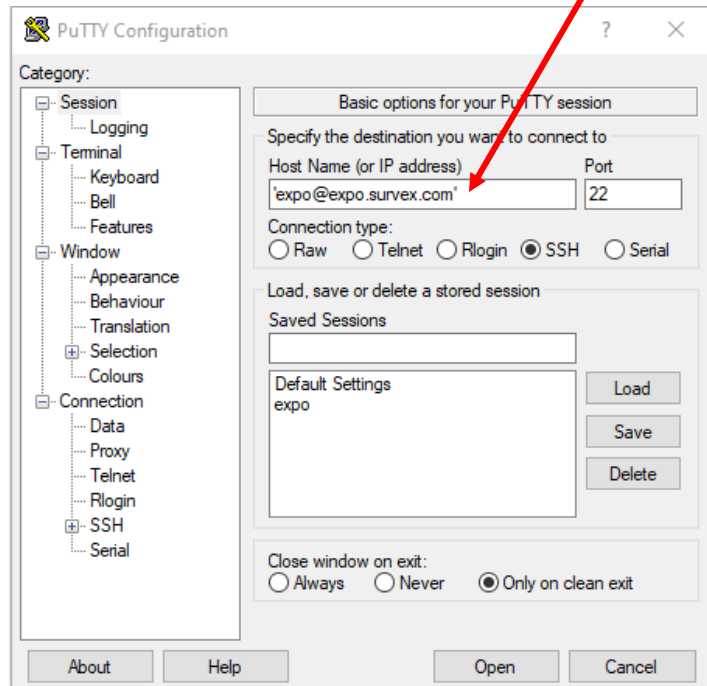 PuTTY Configuration ?
Category:
Session
Logging
Terminal
Keyboard
Bell
Features
Window
Appearance
Behaviour
Translation
Selection
Colours
Connection
Data
Proxy
Telnet
Rlogin
SSH
Serial
Basic options for your PuTTY session
Specify the destination you want to connect to
Host Name (or IP address) Port
'expo@expo.survex.com' 22
Connection type:
Raw Telnet Rlogin SSH Serial
Load, save or delete a stored session
Saved Sessions
Default Settings
expo
Load
Save
Delete
Close window on exit:
Always Never Only on clean exit
About Help Open Cancel